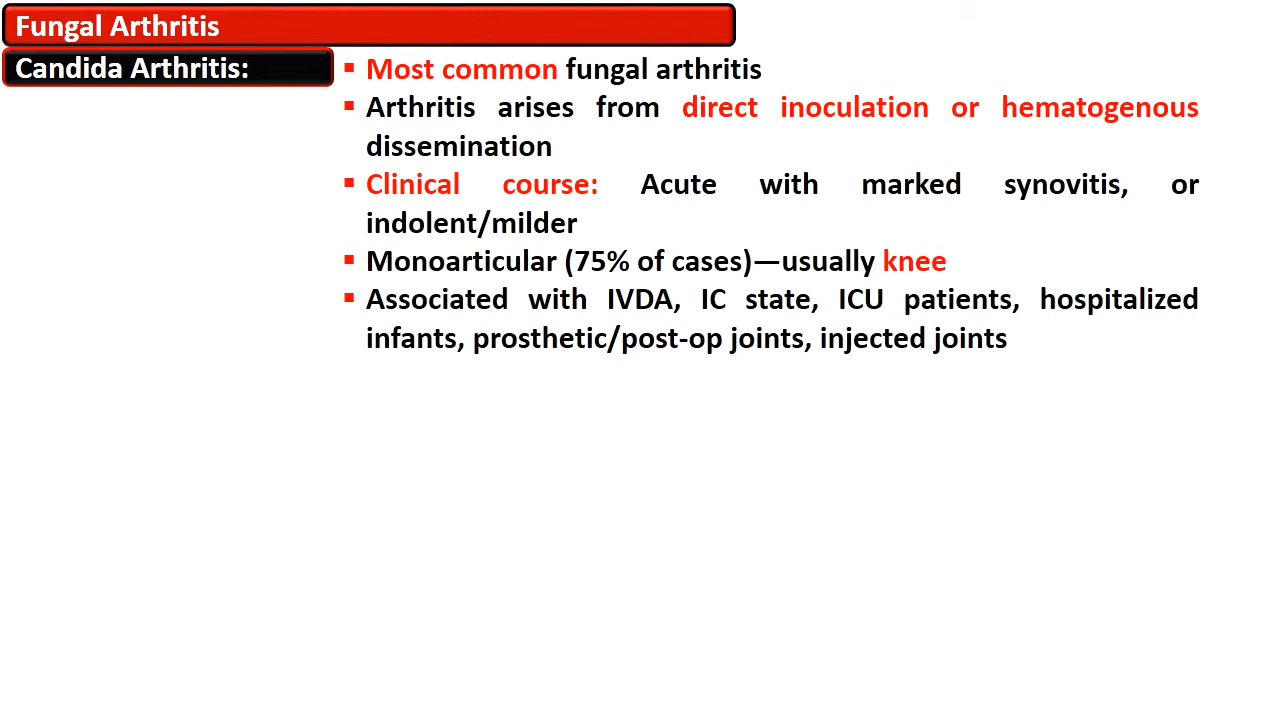 Fungal Arthritis
Candida Arthritis:
▪ Most common fungal arthritis
▪ Arthritis arises from direct inoculation or hematogenous
dissemination
▪ Clinical course: Acute with marked synovitis, or
indolent/milder
▪ Monoarticular (75% of cases)—usually knee
▪ Associated with IVDA, IC state, ICU patients, hospitalized
infants, prosthetic/post-op joints, injected joints